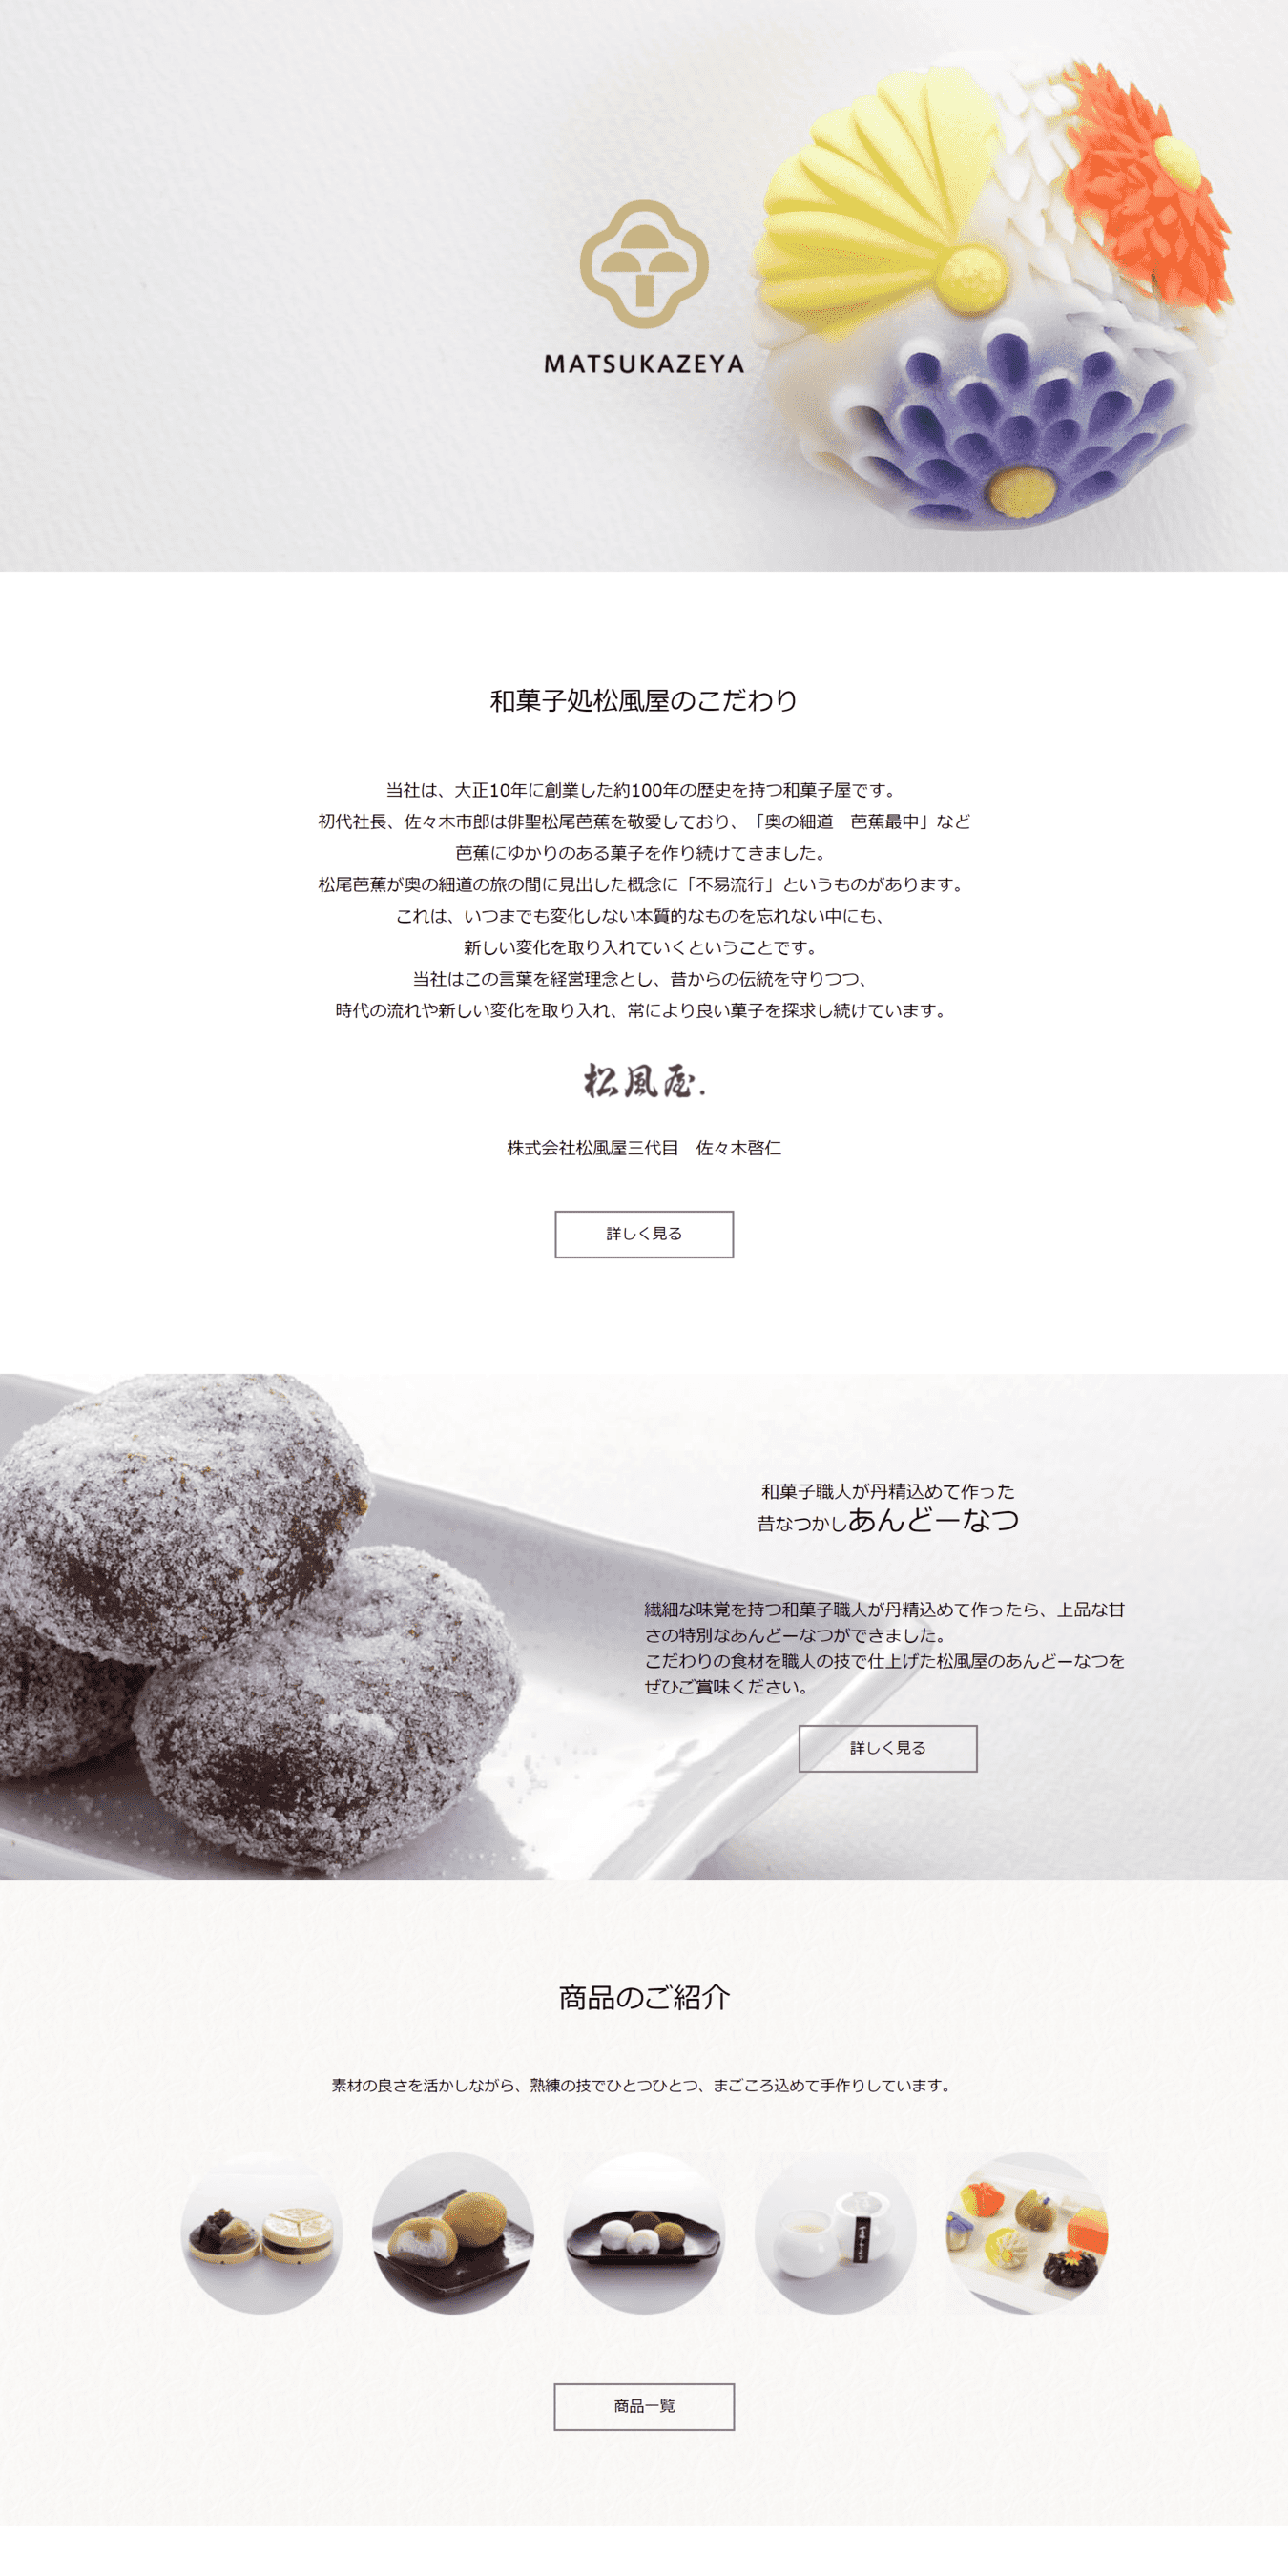 MATSUKAZEYA
和菓子処松風屋のこだわり
当社は、大正10年に創業した約100年の歴史を持つ和菓子屋です。
初代社長、佐々木市郎は俳聖松尾芭蕉を敬愛しており、「奥の細道　芭蕉最中」など
芭蕉にゆかりのある菓子を作り続けてきました。
松尾芭蕉が奥の細道の旅の間に見出した概念に「不易流行」というものがあります。
これは、いつまでも変化しない本質的なものを忘れない中にも、
新しい変化を取り入れていくということです。
当社はこの言葉を経営理念とし、昔からの伝統を守りつつ、
時代の流れや新しい変化を取り入れ、常により良い菓子を探求し続けています。
松風屋.
株式会社松風屋三代目　佐々木啓仁
詳しく見る
和菓子職人が丹精込めて作った
昔なつかしあんどーなつ
繊細な味覚を持つ和菓子職人が丹精込めて作ったら、上品な甘
さの特別なあんどーなつができました。
こだわりの食材を職人の技で仕上げた松風屋のあんどーなつを
ぜひご賞味ください。
詳しく見る
商品のご紹介
素材の良さを活かしながら、熟練の技でひとつひとつ、まごころ込めて手作りしています。
商品一覧